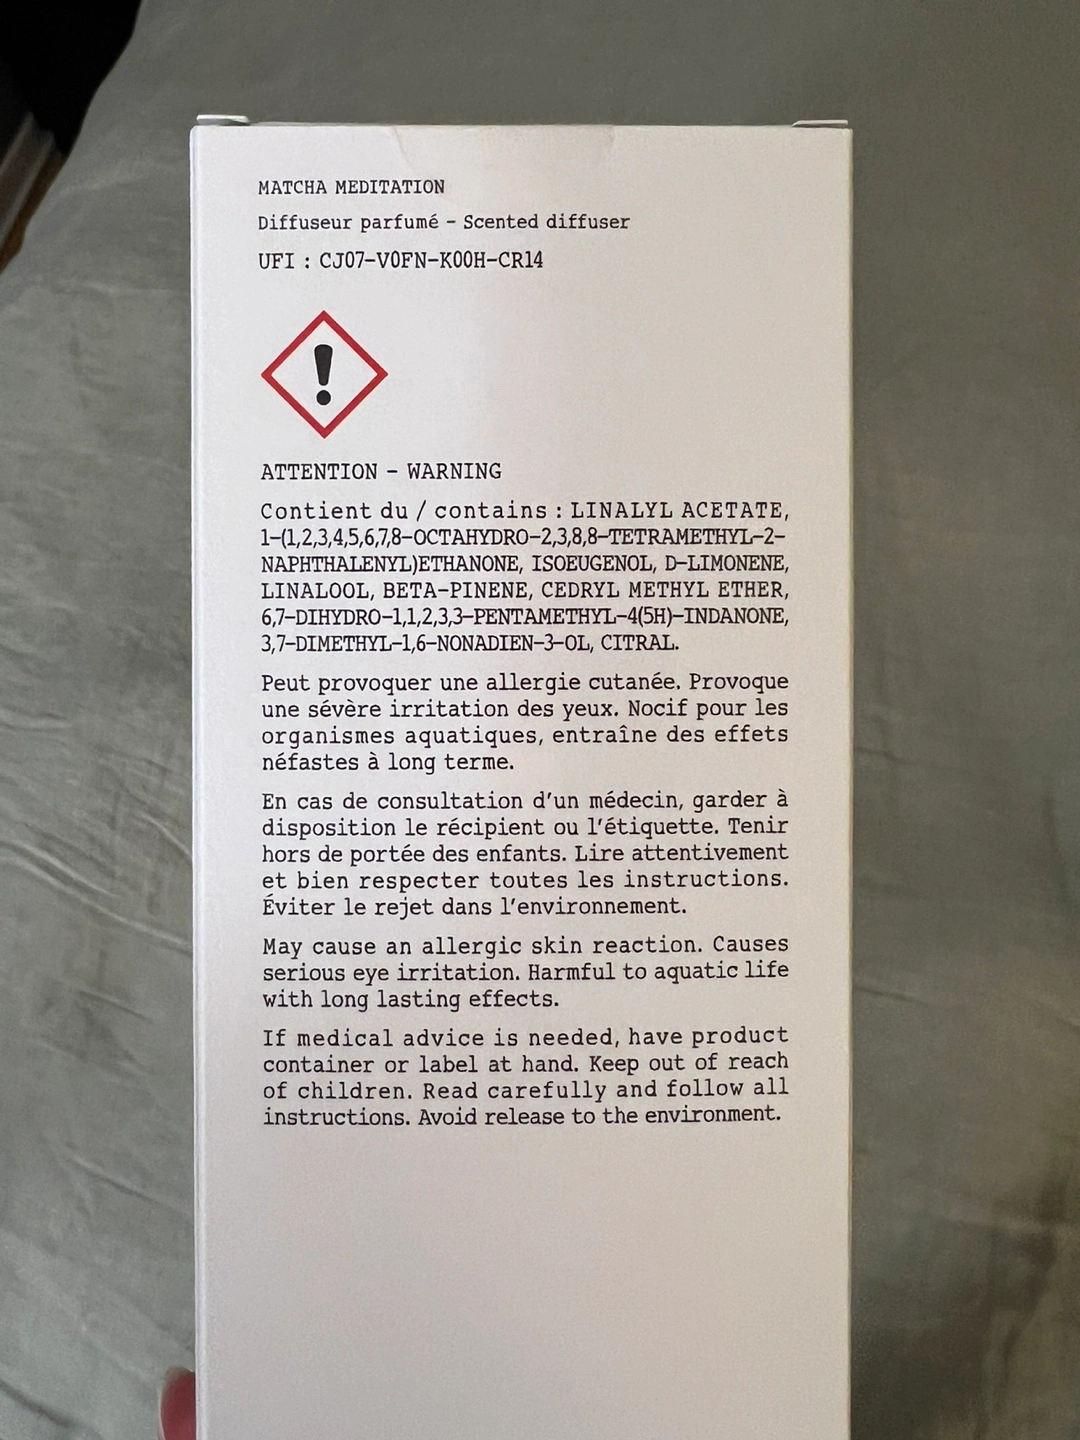 MATCHA MEDITATION
Diffuseur parfumé – Scented diffuser
UFI : CJ07-V0FN-K00H-CR14
ATTENTION – WARNING
Contient du / contains : LINALYL ACETATE,
1-(1,2,3,4,5,6,7,8-OCTAHYDRO-2,3,8,8-TETRAMETHYL-2-
NAPHTHALENYL)ETHANONE, ISOEUGENOL, D-LIMONENE,
LINALOOL, BETA-PINENE, CEDRYL METHYL ETHER,
6,7-DIHYDRO-1,1,2,3,3-PENTAMETHYL-4(5H)-INDANONE,
3,7-DIMETHYL-1,6-NONADIEN-3-OL, CITRAL.
Peut provoquer une allergie cutanée. Provoque
une sévère irritation des yeux. Nocif pour les
organismes aquatiques, entraîne des effets
néfastes à long terme.
En cas de consultation d'un médecin, garder à
disposition le récipient ou l'étiquette. Tenir
hors de portée des enfants. Lire attentivement
et bien respecter toutes les instructions.
Éviter le rejet dans l'environnement.
May cause an allergic skin reaction. Causes
serious eye irritation. Harmful to aquatic life
with long lasting effects.
If medical advice is needed, have product
container or label at hand. Keep out of reach
of children. Read carefully and follow all
instructions. Avoid release to the environment.